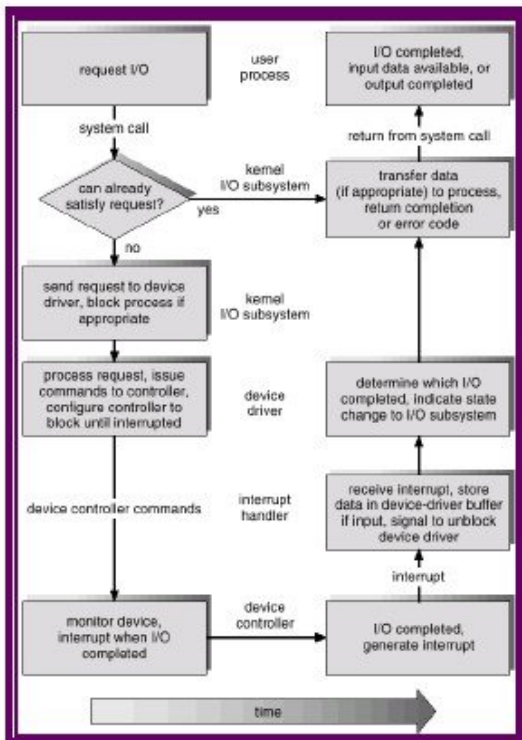 request I/O
user
process
I/O completed,
input data available, or
output completed
system call
return from system call
can already
satisfy request?
kernel
I/O subsystem
yes
transfer data
(if appropriate) to process,
return completion
or error code
no
send request to device
driver, block process if
appropriate
kernel
I/O subsystem
process request, issue
commands to controller,
configure controller to
block until interrupted
device
driver
determine which I/O
completed, indicate state
change to I/O subsystem
device controller commands
interrupt
handler
receive interrupt, store
data in device-driver buffer
if input, signal to unblock
device driver
interrupt
monitor device,
interrupt when I/O
completed
device
controller
I/O completed,
generate interrupt
time